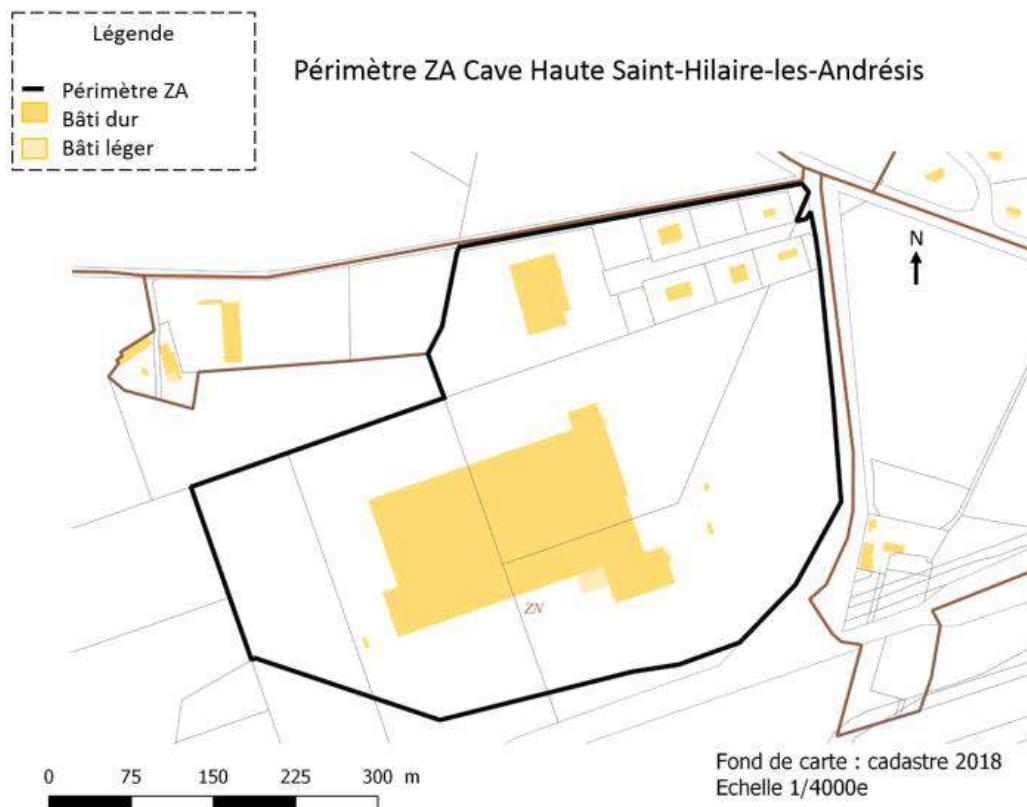 Légende
Périmètre ZA
Bâti dur
Bâti léger
Périmètre ZA Cave Haute Saint-Hilaire-les-Andrésis
N
ZN
0 75 150 225 300 m
Fond de carte : cadastre 2018
Echelle 1/4000e